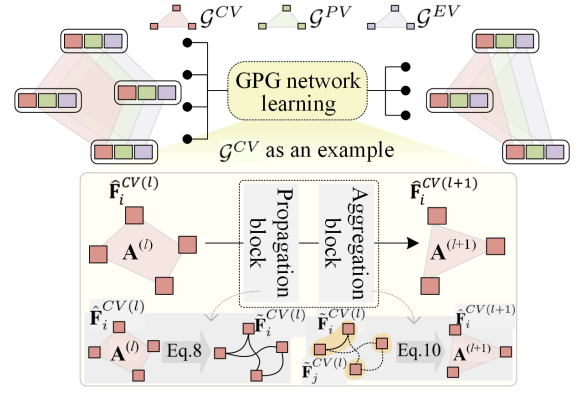 𝒢^{CV} 𝒢^{PV} 𝒢^{EV}
GPG network
learning
𝒢^{CV} as an example
F̂_i^{CV(l)}
A^{(l)}
Propagation
block
Aggregation
block
F̂_i^{CV(l+1)}
A^{(l+1)}
F̂_i^{CV(l)}
A^{(l)}
Eq.8
F̃_i^{CV(l)}
F̃_i^{CV(l)}
F̃_j^{CV(l)}
Eq.10
F̂_i^{CV(l+1)}
A^{(l+1)}